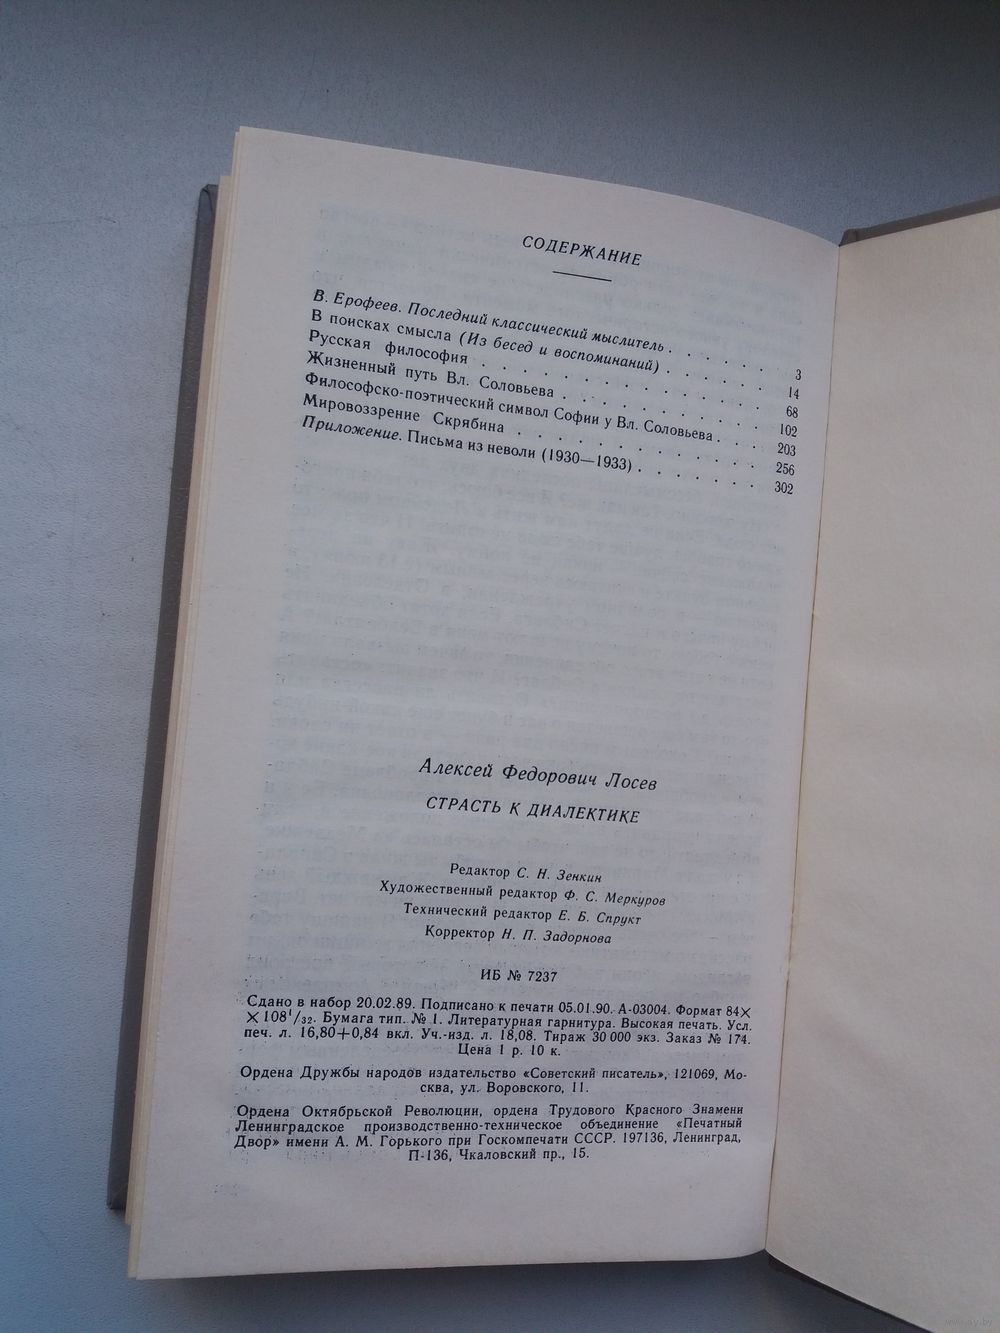 СОДЕРЖАНИЕ
В. Ерофеев. Последний классический мыслитель . . . . . . 3
В поисках смысла (Из бесед и воспоминаний) . . . . . . 14
Русская философия . . . . . . . . . . . . . 68
Жизненный путь Вл. Соловьева . . . . . . . . . . 102
Философско-поэтический символ Софии у Вл. Соловьева . . . 203
Мировоззрение Скрябина . . . . . . . . . . . . 256
Приложение. Письма из неволи (1930—1933) . . . . . . . 302
Алексей Федорович Лосев
СТРАСТЬ К ДИАЛЕКТИКЕ
Редактор С. Н. Зенкин
Художественный редактор Ф. С. Меркуров
Технический редактор Е. Б. Спрукт
Корректор Н. П. Задорнова
ИБ № 7237
Сдано в набор 20.02.89. Подписано к печати 05.01.90. А-03004. Формат 84×
×108¹/₃₂. Бумага тип. № 1. Литературная гарнитура. Высокая печать. Усл.
печ. л. 16,80+0,84 вкл. Уч.-изд. л. 18,08. Тираж 30 000 экз. Заказ № 174.
Цена 1 р. 10 к.
Ордена Дружбы народов издательство «Советский писатель», 121069, Мо-
сква, ул. Воровского, 11.
Ордена Октябрьской Революции, ордена Трудового Красного Знамени
Ленинградское производственно-техническое объединение «Печатный
Двор» имени А. М. Горького при Госкомпечати СССР. 197136, Ленинград,
П-136, Чкаловский пр., 15.